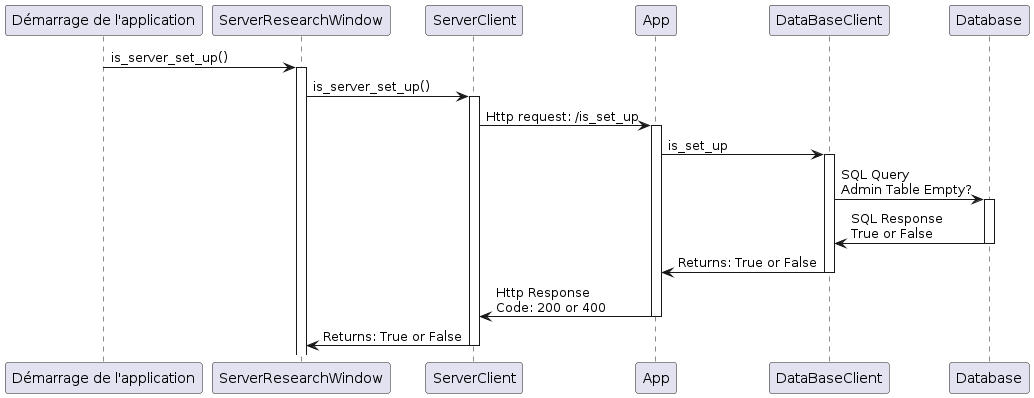 Démarrage de l'application
ServerResearchWindow
ServerClient
App
DataBaseClient
Database
is_server_set_up()
is_server_set_up()
Http request: /is_set_up
is_set_up
SQL Query
Admin Table Empty?
SQL Response
True or False
Returns: True or False
Http Response
Code: 200 or 400
Returns: True or False
Démarrage de l'application
ServerResearchWindow
ServerClient
App
DataBaseClient
Database